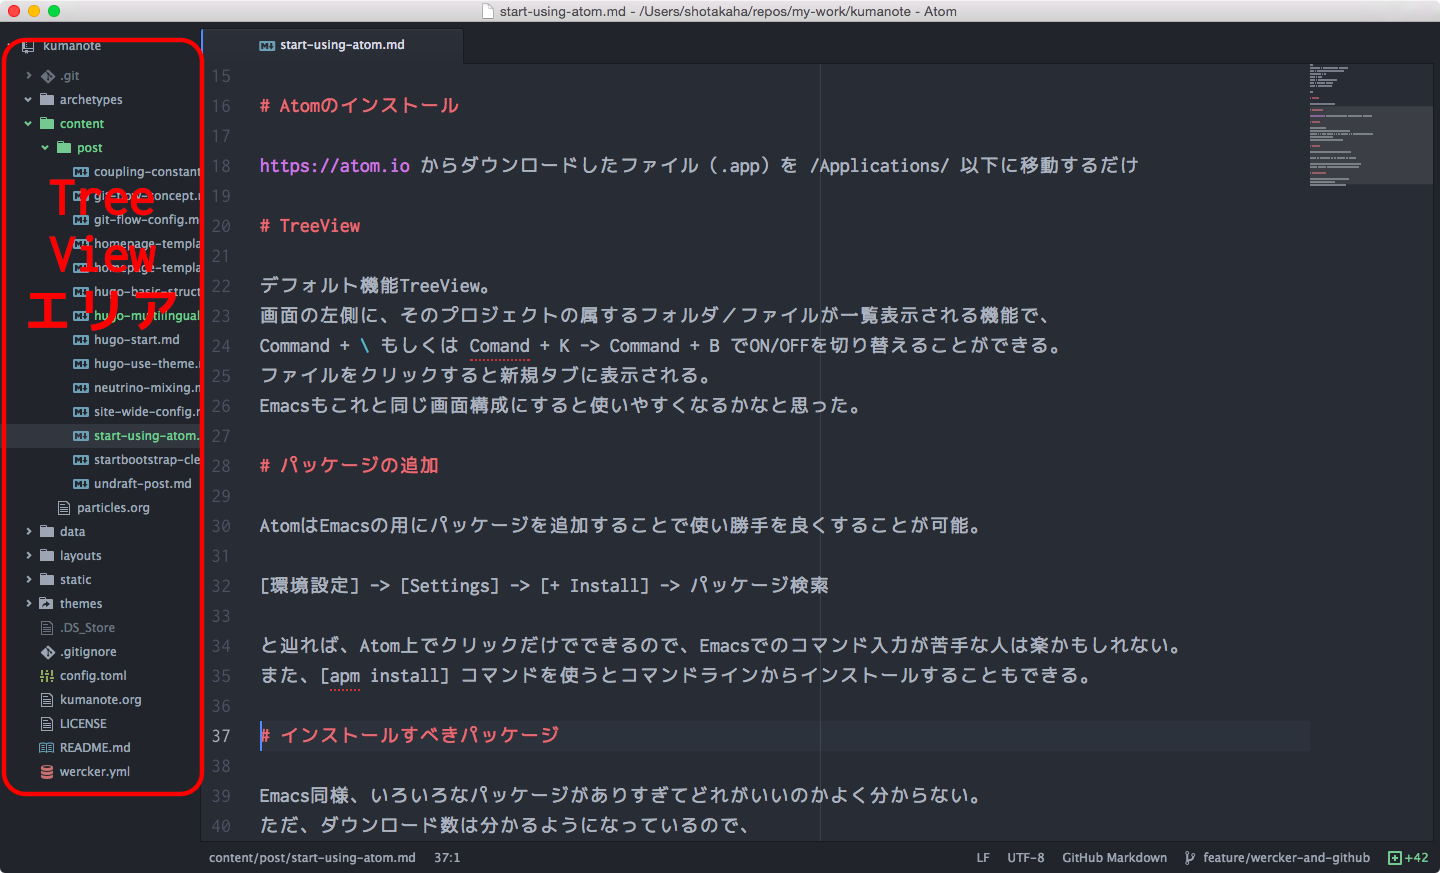 start-using-atom.md - /Users/shotakaha/repos/my-work/kumanote - Atom
kumanote
.git
archetypes
content
post
coupling-constant
git-flow-concept.m
git-flow-config.m
homepage-templa
homepage-templa
hugo-basic-struct
hugo-multilingual
hugo-start.md
hugo-use-theme.m
neutrino-mixing.m
site-wide-config.m
start-using-atom.
startbootstrap-cle
undraft-post.md
particles.org
data
layouts
static
themes
.DS_Store
.gitignore
config.toml
kumanote.org
LICENSE
README.md
wercker.yml
Tree
View
エリア
start-using-atom.md
15
16 # Atomのインストール
17
18 https://atom.io からダウンロードしたファイル（.app）を /Applications/ 以下に移動するだけ
19
20 # TreeView
21
22 デフォルト機能TreeView。
23 画面の左側に、そのプロジェクトの属するフォルダ／ファイルが一覧表示される機能で、
24 Command + \ もしくは Comand + K -> Command + B でON/OFFを切り替えることができる。
25 ファイルをクリックすると新規タブに表示される。
26 Emacsもこれと同じ画面構成にすると使いやすくなるかなと思った。
27
28 # パッケージの追加
29
30 AtomはEmacsの用にパッケージを追加することで使い勝手を良くすることが可能。
31
32 [環境設定] -> [Settings] -> [+ Install] -> パッケージ検索
33
34 と辿れば、Atom上でクリックだけでできるので、Emacsでのコマンド入力が苦手な人は楽かもしれない。
35 また、[apm install] コマンドを使うとコマンドラインからインストールすることもできる。
36
37 # インストールすべきパッケージ
38
39 Emacs同様、いろいろなパッケージがありすぎてどれがいいのかよく分からない。
40 ただ、ダウンロード数は分かるようになっているので、
content/post/start-using-atom.md 37:1
LF UTF-8 GitHub Markdown feature/wercker-and-github +42